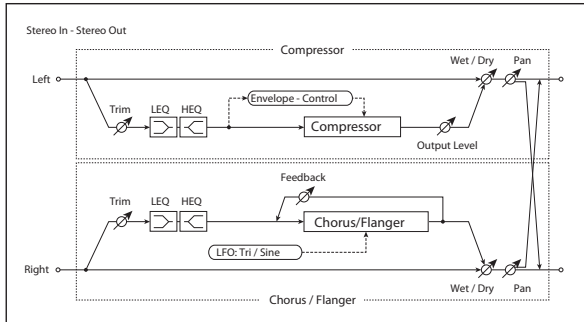 Stereo In - Stereo Out
Compressor
Wet / Dry
Pan
Left
Trim
LEQ
HEQ
Envelope - Control
Compressor
Output Level
Feedback
Trim
LEQ
HEQ
Chorus/Flanger
LFO: Tri / Sine
Right
Wet / Dry
Pan
Chorus / Flanger